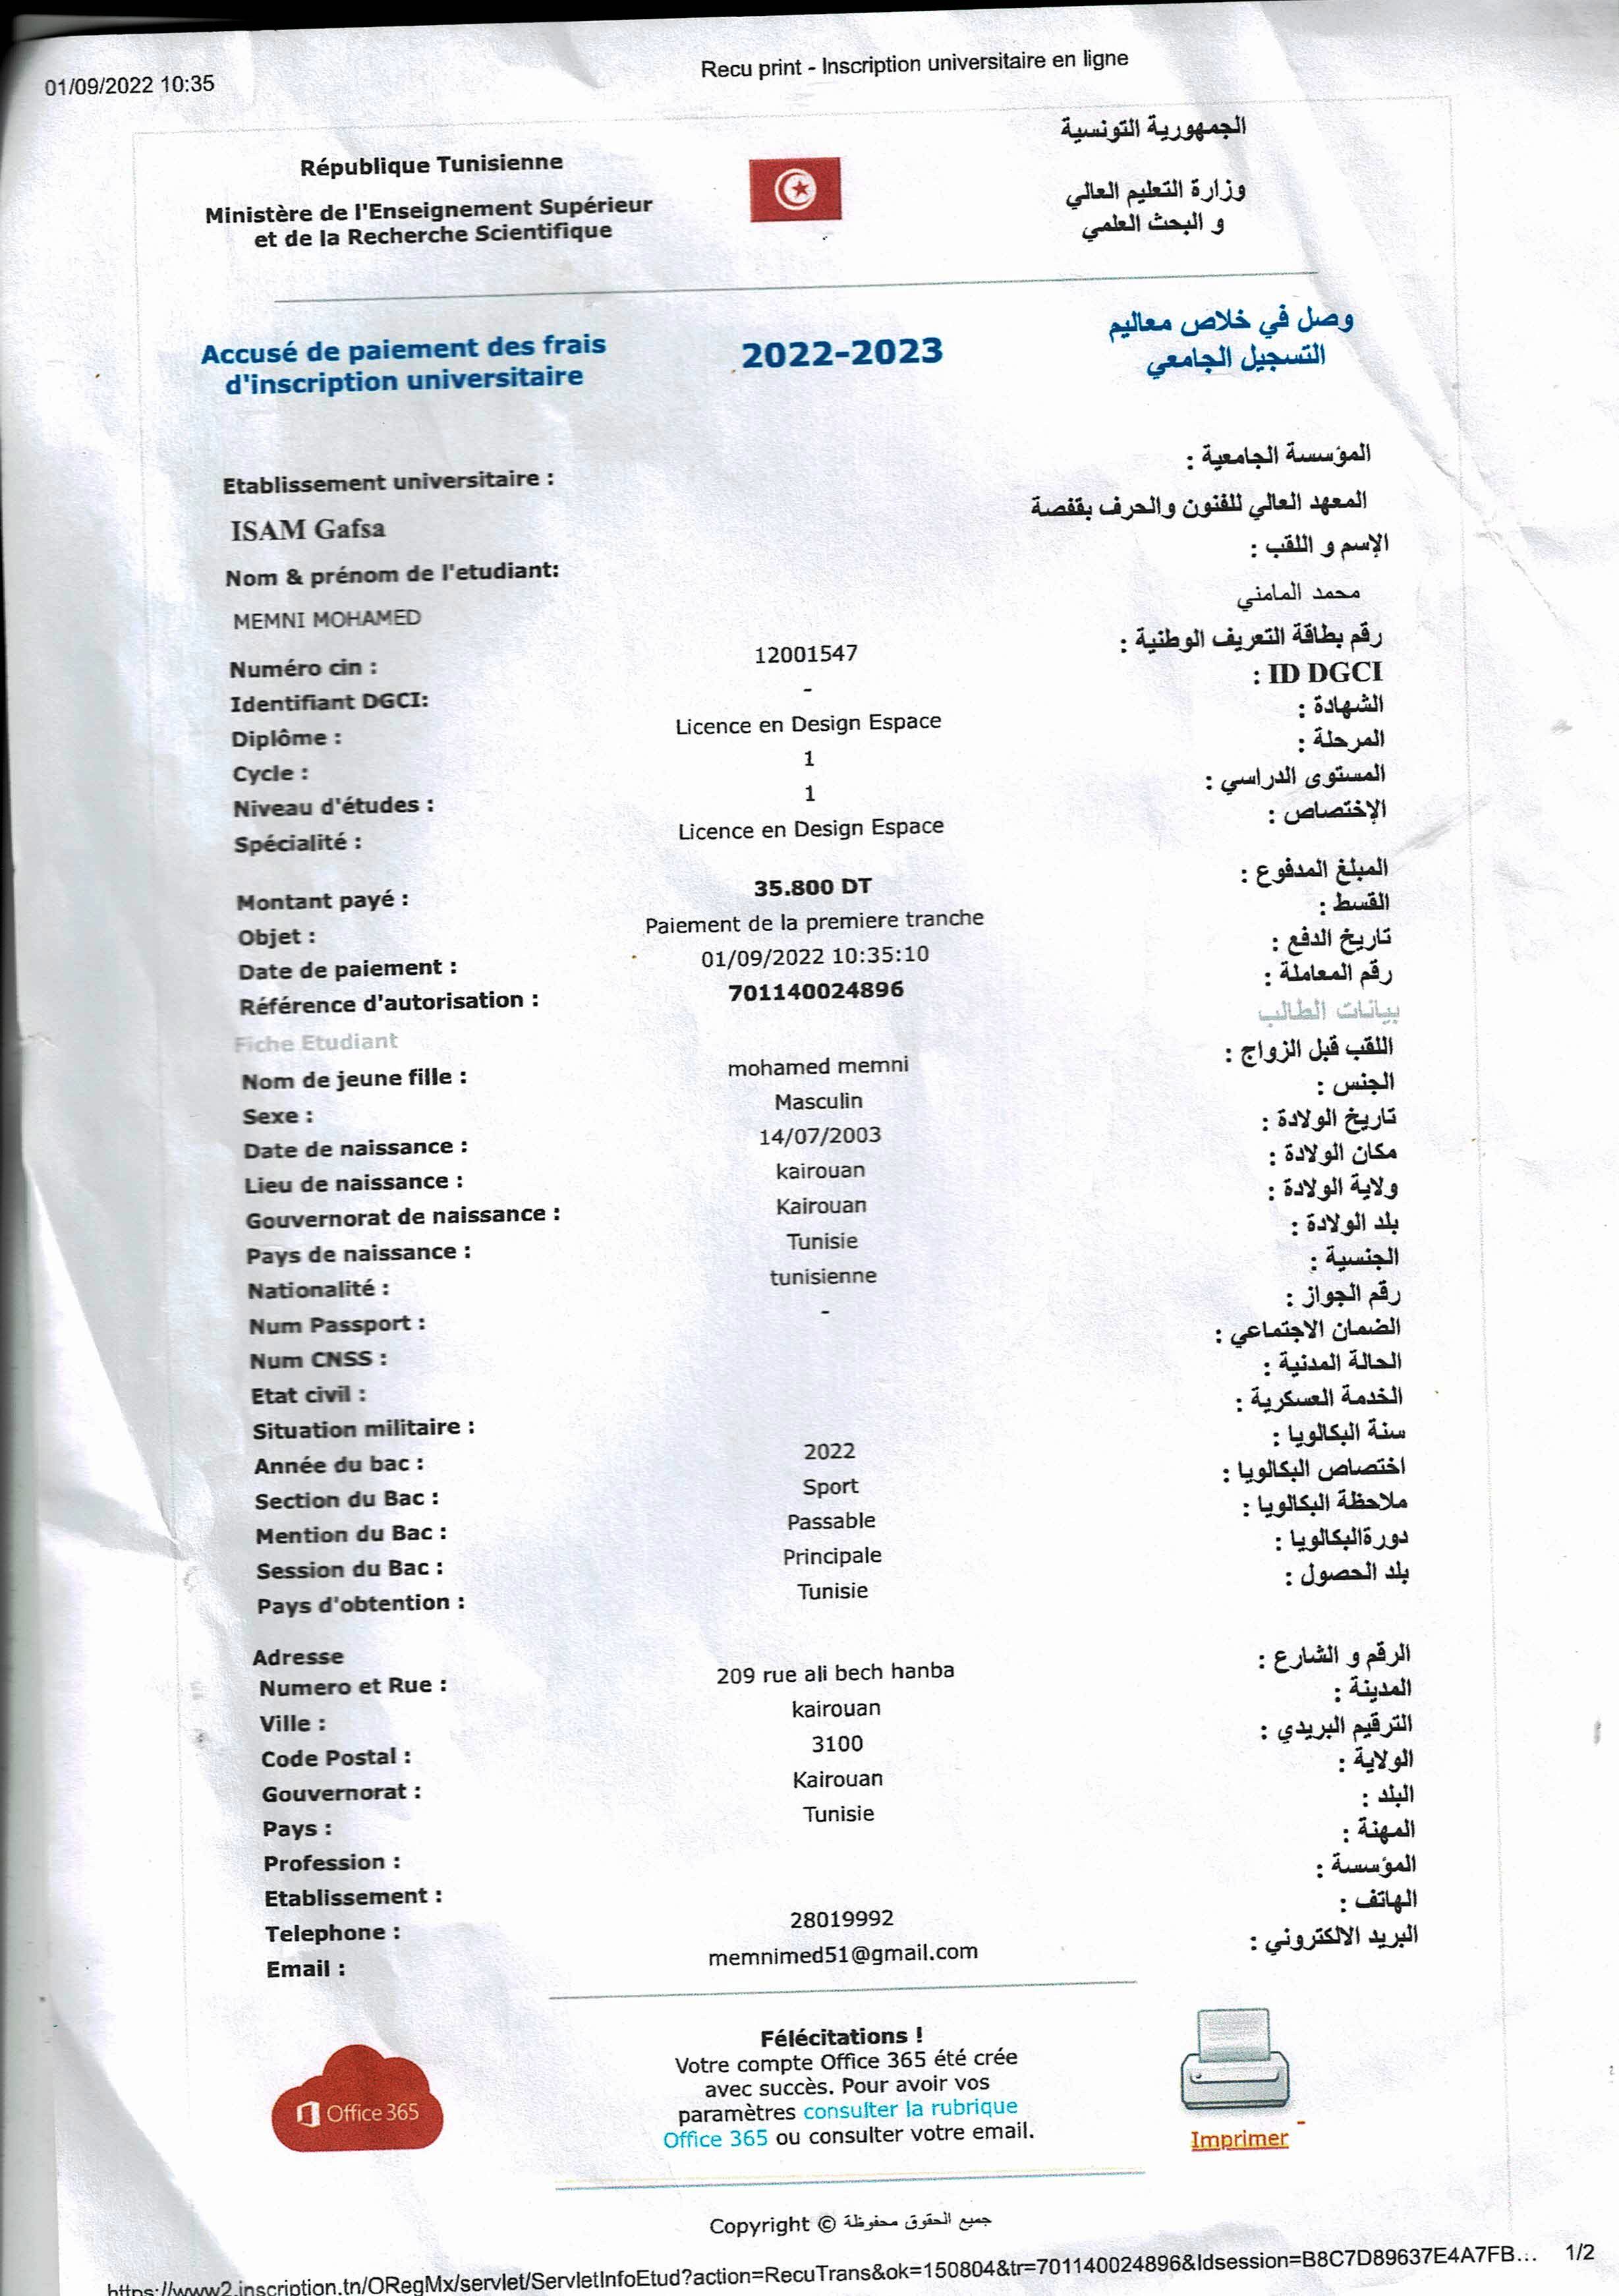 01/09/2022 10:35
Recu print - Inscription universitaire en ligne
République Tunisienne
الجمهورية التونسية
Ministère de l'Enseignement Supérieur
et de la Recherche Scientifique
وزارة التعليم العالي
و البحث العلمي
Accusé de paiement des frais
d'inscription universitaire
2022-2023
وصل في خلاص معاليم
التسجيل الجامعي
Etablissement universitaire :
المؤسسة الجامعية :
ISAM Gafsa
المعهد العالي للفنون والحرف بقفصة
Nom & prénom de l'etudiant:
الإسم و اللقب :
MEMNI MOHAMED
محمد المامني
Numéro cin : 12001547 رقم بطاقة التعريف الوطنية :
Identifiant DGCI: - ID DGCI :
Diplôme : Licence en Design Espace الشهادة :
Cycle : 1 المرحلة :
Niveau d'études : 1 المستوى الدراسي :
Spécialité : Licence en Design Espace الإختصاص :
Montant payé : 35.800 DT المبلغ المدفوع :
Objet : Paiement de la premiere tranche القسط :
Date de paiement : 01/09/2022 10:35:10 تاريخ الدفع :
Référence d'autorisation : 701140024896 رقم المعاملة :
Fiche Etudiant بيانات الطالب
Nom de jeune fille : mohamed memni اللقب قبل الزواج :
Sexe : Masculin الجنس :
Date de naissance : 14/07/2003 تاريخ الولادة :
Lieu de naissance : kairouan مكان الولادة :
Gouvernorat de naissance : Kairouan ولاية الولادة :
Pays de naissance : Tunisie بلد الولادة :
Nationalité : tunisienne الجنسية :
Num Passport : - رقم الجواز :
Num CNSS : الضمان الاجتماعي :
Etat civil : الحالة المدنية :
Situation militaire : الخدمة العسكرية :
Année du bac : 2022 سنة البكالويا :
Section du Bac : Sport اختصاص البكالويا :
Mention du Bac : Passable ملاحظة البكالويا :
Session du Bac : Principale دورةالبكالويا :
Pays d'obtention : Tunisie بلد الحصول :
Adresse
Numero et Rue : 209 rue ali bech hanba الرقم و الشارع :
Ville : kairouan المدينة :
Code Postal : 3100 الترقيم البريدي :
Gouvernorat : Kairouan الولاية :
Pays : Tunisie البلد :
Profession : المهنة :
Etablissement : المؤسسة :
Telephone : 28019992 الهاتف :
Email : memnimed51@gmail.com البريد الالكتروني :
Office 365
Félécitations !
Votre compte Office 365 été crée
avec succès. Pour avoir vos
paramètres consulter la rubrique
Office 365 ou consulter votre email.
Imprimer
Copyright © جميع الحقوق محفوظة
https://www2.inscription.tn/ORegMx/servlet/ServletInfoEtud?action=RecuTrans&ok=150804&tr=701140024896&Idsession=B8C7D89637E4A7FB... 1/2